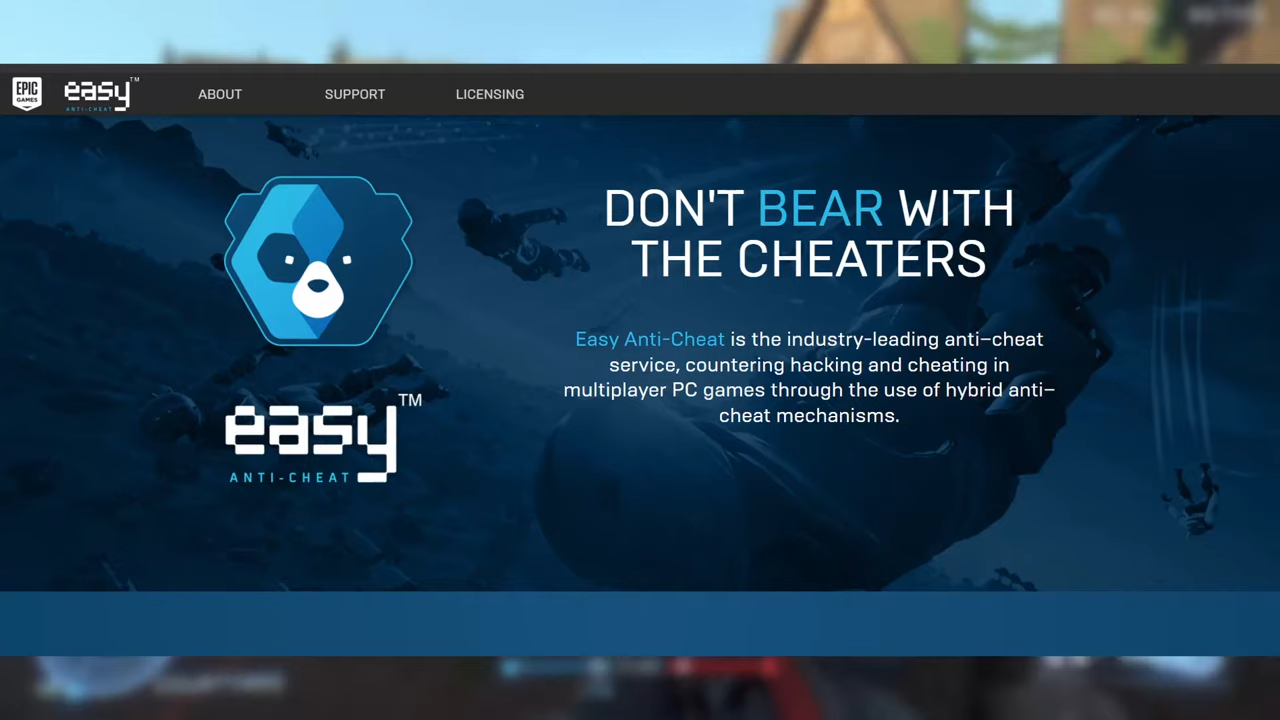 EPIC
GAMES
easy™
ANTI-CHEAT
ABOUT
SUPPORT
LICENSING
DON'T BEAR WITH
THE CHEATERS
easy™
ANTI-CHEAT
Easy Anti-Cheat is the industry-leading anti–cheat
service, countering hacking and cheating in
multiplayer PC games through the use of hybrid anti–
cheat mechanisms.